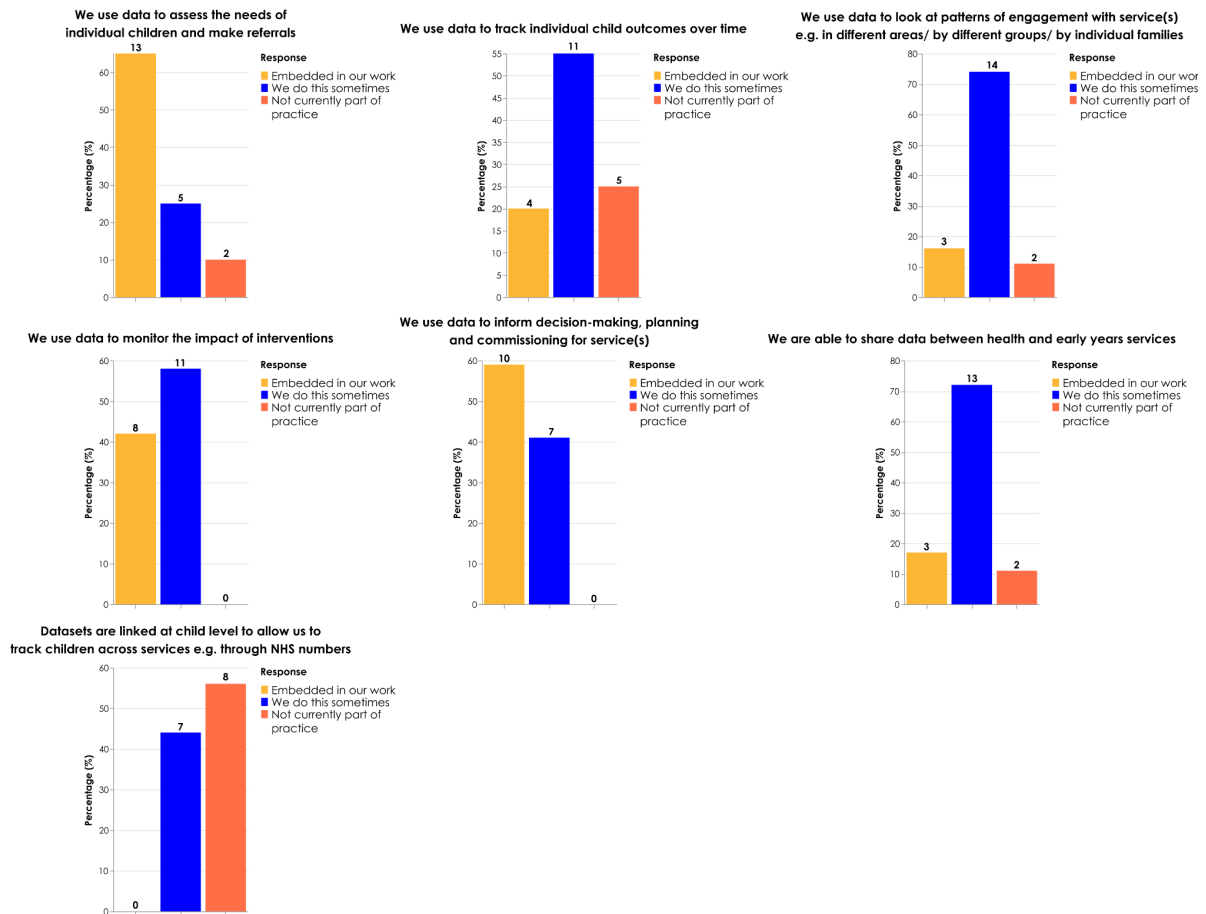 We use data to assess the needs of
individual children and make referrals
13
60
50
40
30
20
10
0
Percentage (%)
5
2
Response
Embedded in our work
We do this sometimes
Not currently part of
practice
We use data to track individual child outcomes over time
11
55
50
45
40
35
30
25
20
15
10
5
0
Percentage (%)
4
5
Response
Embedded in our work
We do this sometimes
Not currently part of
practice
We use data to look at patterns of engagement with service(s)
e.g. in different areas/ by different groups/ by individual families
80
70
60
50
40
30
20
10
0
Percentage (%)
3
14
2
Response
Embedded in our wor
We do this sometimes
Not currently part of
practice
We use data to monitor the impact of interventions
60
50
40
30
20
10
0
Percentage (%)
8
11
0
Response
Embedded in our work
We do this sometimes
Not currently part of
practice
We use data to inform decision-making, planning
and commissioning for service(s)
60
50
40
30
20
10
0
Percentage (%)
10
7
0
Response
Embedded in our work
We do this sometimes
Not currently part of
practice
We are able to share data between health and early years services
80
70
60
50
40
30
20
10
0
Percentage (%)
3
13
2
Response
Embedded in our work
We do this sometimes
Not currently part of
practice
Datasets are linked at child level to allow us to
track children across services e.g. through NHS numbers
60
50
40
30
20
10
0
Percentage (%)
0
7
8
Response
Embedded in our work
We do this sometimes
Not currently part of
practice